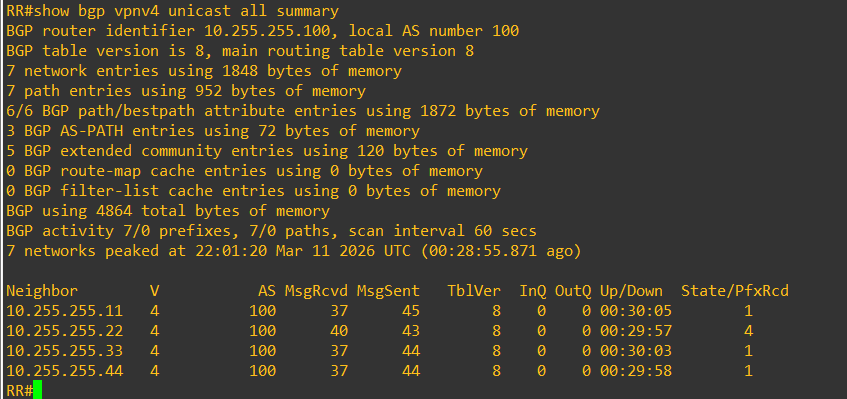 RR#show bgp vpnv4 unicast all summary
BGP router identifier 10.255.255.100, local AS number 100
BGP table version is 8, main routing table version 8
7 network entries using 1848 bytes of memory
7 path entries using 952 bytes of memory
6/6 BGP path/bestpath attribute entries using 1872 bytes of memory
3 BGP AS-PATH entries using 72 bytes of memory
5 BGP extended community entries using 120 bytes of memory
0 BGP route-map cache entries using 0 bytes of memory
0 BGP filter-list cache entries using 0 bytes of memory
BGP using 4864 total bytes of memory
BGP activity 7/0 prefixes, 7/0 paths, scan interval 60 secs
7 networks peaked at 22:01:20 Mar 11 2026 UTC (00:28:55.871 ago)

Neighbor        V           AS MsgRcvd MsgSent   TblVer  InQ OutQ Up/Down  State/PfxRcd
10.255.255.11   4          100      37      45        8    0    0 00:30:05        1
10.255.255.22   4          100      40      43        8    0    0 00:29:57        4
10.255.255.33   4          100      37      44        8    0    0 00:30:03        1
10.255.255.44   4          100      37      44        8    0    0 00:29:58        1
RR#